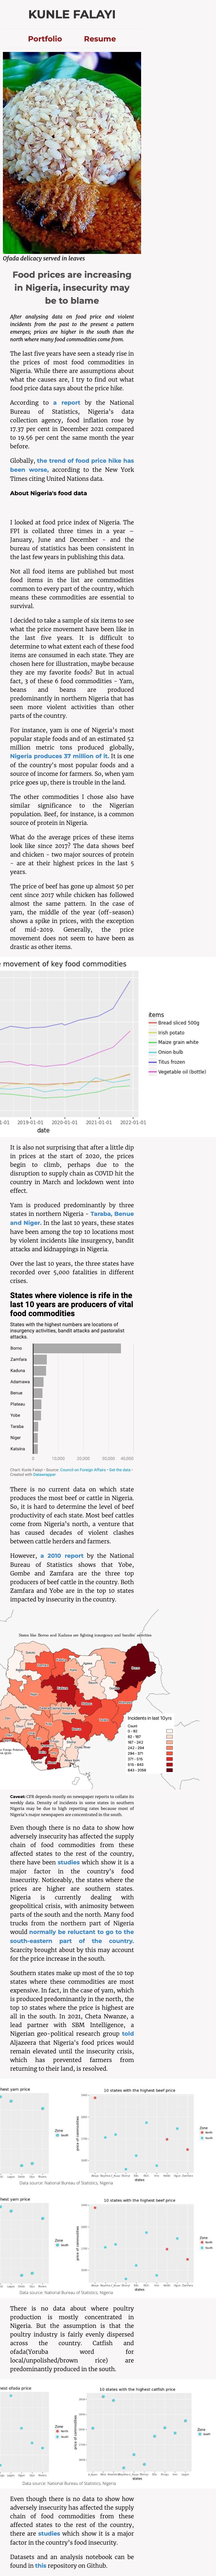 KUNLE FALAYI
Portfolio Resume
Ofada delicacy served in leaves
Food prices are increasing
in Nigeria, insecurity may
be to blame
After analysing data on food price and violent
incidents from the past to the present a pattern
emerges; prices are higher in the south than the
north where many food commodities come from.
The last five years have seen a steady rise in
the prices of most food commodities in
Nigeria. While there are assumptions about
what the causes are, I try to find out what
food price data says about the price hike.
According to a report by the National
Bureau of Statistics, Nigeria's data
collection agency, food inflation rose by
17.37 per cent in December 2021 compared
to 19.56 per cent the same month the year
before.
Globally, the trend of food price hike has
been worse, according to the New York
Times citing United Nations data.
About Nigeria's food data
I looked at food price index of Nigeria. The
FPI is collected three times in a year –
January, June and December - and the
bureau of statistics has been consistent in
the last few years in publishing this data.
Not all food items are published but most
food items in the list are commodities
common to every part of the country, which
means these commodities are essential to
survival.
I decided to take a sample of six items to see
what the price movement have been like in
the last five years. It is difficult to
determine to what extent each of these food
items are consumed in each state. They are
chosen here for illustration, maybe because
they are my favorite foods? But in actual
fact, 3 of these 6 food commodities - Yam,
beans and beans are produced
predominantly in northern Nigeria that has
seen more violent activities than other
parts of the country.
For instance, yam is one of Nigeria's most
popular staple foods and of an estimated 52
million metric tons produced globally,
Nigeria produces 37 million of it. It is one
of the country's most popular foods and a
source of income for farmers. So, when yam
price goes up, there is trouble in the land.
The other commodities I chose also have
similar significance to the Nigerian
population. Beef, for instance, is a common
source of protein in Nigeria.
What do the average prices of these items
look like since 2017? The data shows beef
and chicken – two major sources of protein
- are at their highest prices in the last 5
years.
The price of beef has gone up almost 50 per
cent since 2017 while chicken has followed
almost the same pattern. In the case of
yam, the middle of the year (off-season)
shows a spike in prices, with the exception
of mid-2019. Generally, the price
movement does not seem to have been as
drastic as other items.
movement of key food commodities
items
Bread sliced 500g
Irish potato
Maize grain white
Onion bulb
Titus frozen
Vegetable oil (bottle)
2019-01-01 2020-01-01 2021-01-01 2022-01-01
date
It is also not surprising that after a little dip
in prices at the start of 2020, the prices
begin to climb, perhaps due to the
disruption to supply chain as COVID hit the
country in March and lockdown went into
effect.
Yam is produced predominantly by three
states in northern Nigeria – Taraba, Benue
and Niger. In the last 10 years, these states
have been among the top 10 locations most
by violent incidents like insurgency, bandit
attacks and kidnappings in Nigeria.
Over the last 10 years, the three states have
recorded over 5,000 fatalities in different
crises.
States where violence is rife in the
last 10 years are producers of vital
food commodities
States with the highest numbers are locations of
insurgency activities, bandit attacks and pastoralist
attacks.
Borno
Zamfara
Kaduna
Adamawa
Benue
Plateau
Yobe
Taraba
Niger
Katsina
0 10,000 20,000 30,000 40,000
Chart: Kunle Falayi • Source: Council on Foreign Affairs • Get the data •
Created with Datawrapper
There is no current data on which state
produces the most beef or cattle in Nigeria.
So, it is hard to determine the level of beef
productivity of each state. Most beef cattles
come from Nigeria's north, a venture that
has seen decades of violent clashes
between cattle herders and farmers.
However, a 2010 report by the National
Bureau of Statistics shows that Yobe,
Gombe and Zamfara are the three top
producers of beef cattle in the country. Both
Zamfara and Yobe are in the top 10 states
impacted by insecurity in the country.
States like Borno and Kaduna are fighting insurgency and bandits' activities
Incidents in last 10yrs
Count
Caveat: CFR depends mostly on newspaper reports to collate its
weekly data. Density of incidents in some states in southern
Nigeria may be due to high reporting rates because most of
Nigeria's major newspapers are concentrated in the south.
Even though there is no data to show how
adversely insecurity has affected the supply
chain of food commodities from these
affected states to the rest of the country,
there have been studies which show it is a
major factor in the country's food
insecurity. Noticeably, the states where the
prices are higher are southern states.
Nigeria is currently dealing with
geopolitical crisis, with animosity between
parts of the south and the north. Many food
trucks from the northern part of Nigeria
would normally be reluctant to go to the
south-eastern part of the country.
Scarcity brought about by this may account
for the price increase in the south.
Southern states make up most of the 10 top
states where these commodities are most
expensive. In fact, in the case of yam, which
is produced predominantly in the north, the
top 10 states where the price is highest are
all in the south. In 2021, Cheta Nwanze, a
lead partner with SBM Intelligence, a
Nigerian geo-political research group told
Aljazeera that Nigeria's food prices would
remain elevated until the insecurity crisis,
which has prevented farmers from
returning to their land, is resolved.
hest yam price
10 states with the highest beef price
Zone
South
Zone
North
South
states
Data source: National Bureau of Statistics, Nigeria
hest yam price
10 states with the highest beef price
Zone
South
Zone
North
South
states
Data source: National Bureau of Statistics, Nigeria
There is no data about where poultry
production is mostly concentrated in
Nigeria. But the assumption is that the
poultry industry is fairly evenly dispersed
across the country. Catfish and
ofada(Yoruba word for
local/unpolished/brown rice) are
predominantly produced in the south.
hest ofada price
10 states with the highest catfish price
Zone
North
South
Zone
South
states
Data source: National Bureau of Statistics, Nigeria
Even though there is no data to show how
adversely insecurity has affected the supply
chain of food commodities from these
affected states to the rest of the country,
there are studies which show it is a major
factor in the country's food insecurity.
Datasets and an analysis notebook can be
found in this repository on Github.